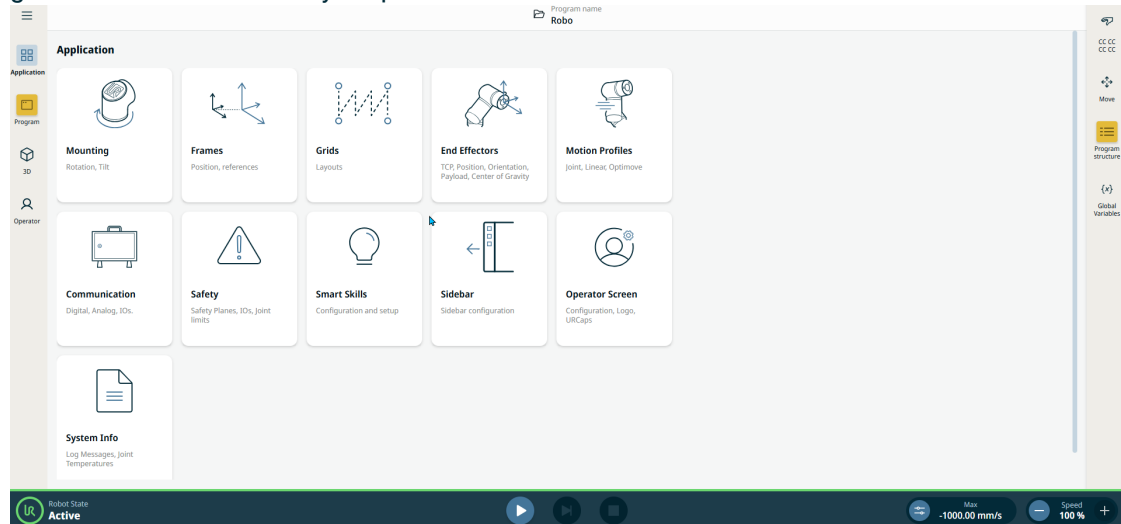 Program name
Robo
Application
Application
Program
3D
Operator
Mounting
Rotation, Tilt
Frames
Position, references
Grids
Layouts
End Effectors
TCP, Position, Orientation,
Payload, Center of Gravity
Motion Profiles
Joint, Linear, Optimove
Communication
Digital, Analog, IOs.
Safety
Safety Planes, IOs, Joint
limits
Smart Skills
Configuration and setup
Sidebar
Sidebar configuration
Operator Screen
Configuration, Logo,
URCaps
System Info
Log Messages, Joint
Temperatures
CC CC
CC CC
Move
Program
structure
{x}
Global
Variables
UR
Robot State
Active
Max
-1000.00 mm/s
Speed
100 %